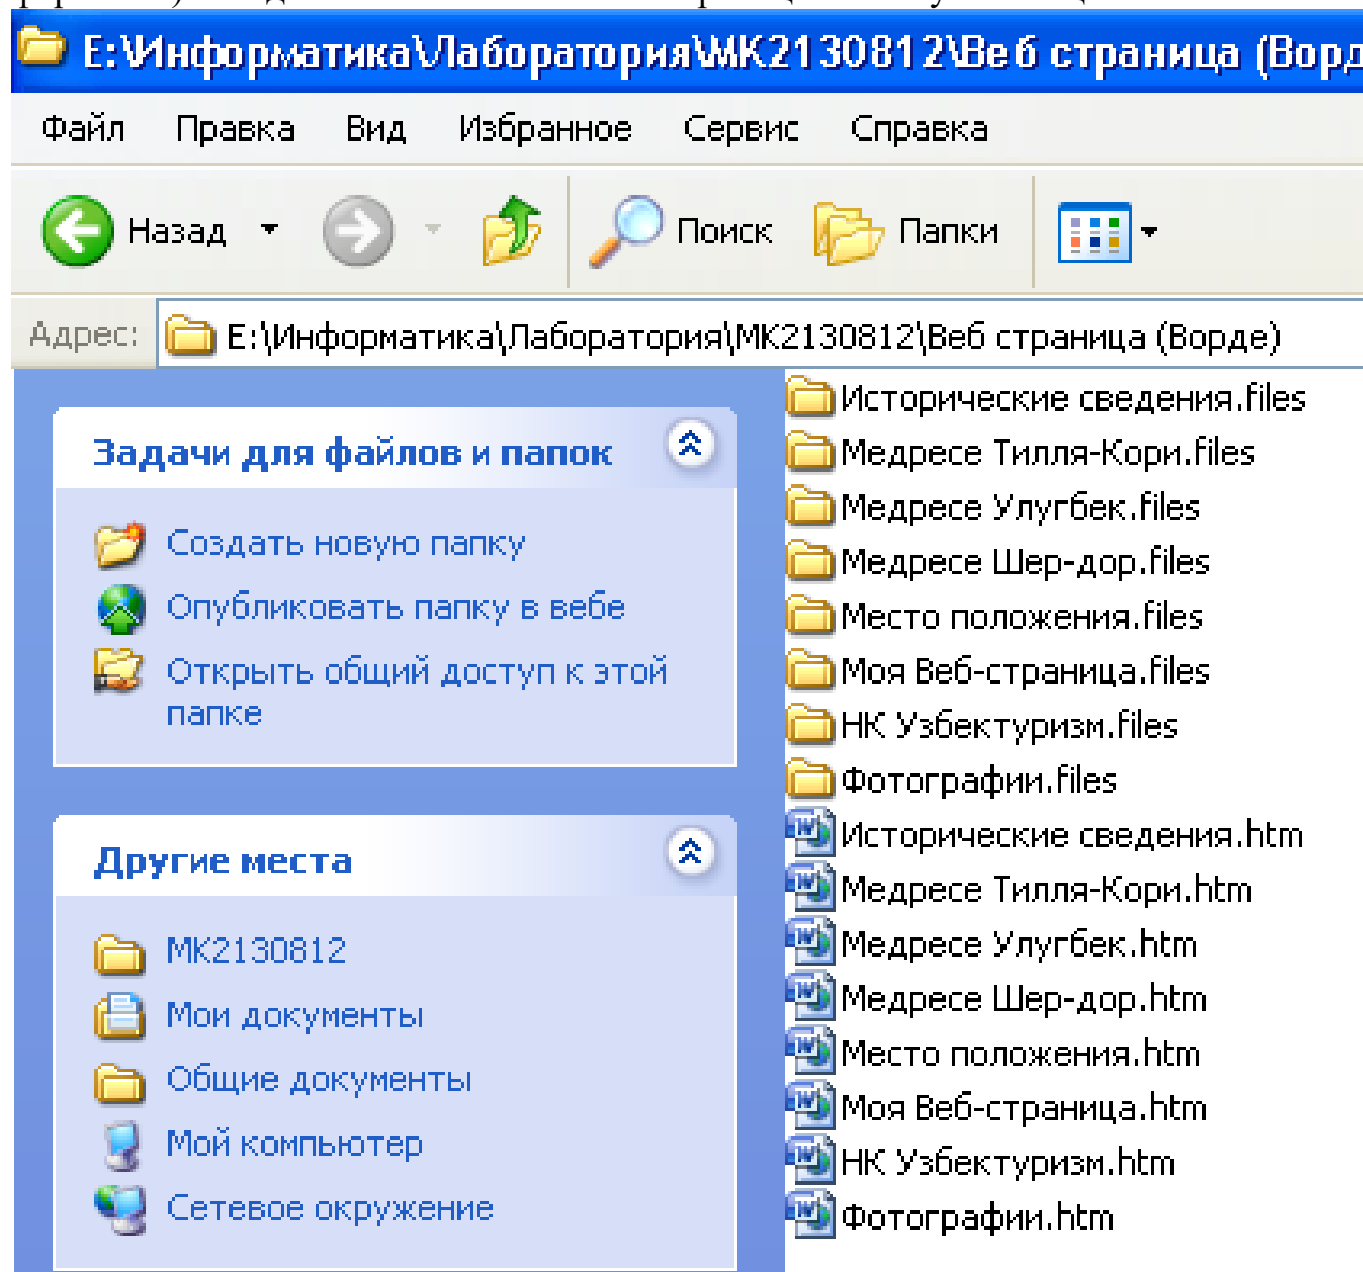 E:\Информатика\Лаборатория\МК2130812\Веб страница (Ворд
Файл Правка Вид Избранное Сервис Справка
Назад Поиск Папки
Адрес: E:\Информатика\Лаборатория\МК2130812\Веб страница (Ворде)
Задачи для файлов и папок
Создать новую папку
Опубликовать папку в вебе
Открыть общий доступ к этой
папке
Другие места
МК2130812
Мои документы
Общие документы
Мой компьютер
Сетевое окружение
Исторические сведения.files
Медресе Тилля-Кори.files
Медресе Улугбек.files
Медресе Шер-дор.files
Место положения.files
Моя Веб-страница.files
НК Узбектуризм.files
Фотографии.files
Исторические сведения.htm
Медресе Тилля-Кори.htm
Медресе Улугбек.htm
Медресе Шер-дор.htm
Место положения.htm
Моя Веб-страница.htm
НК Узбектуризм.htm
Фотографии.htm